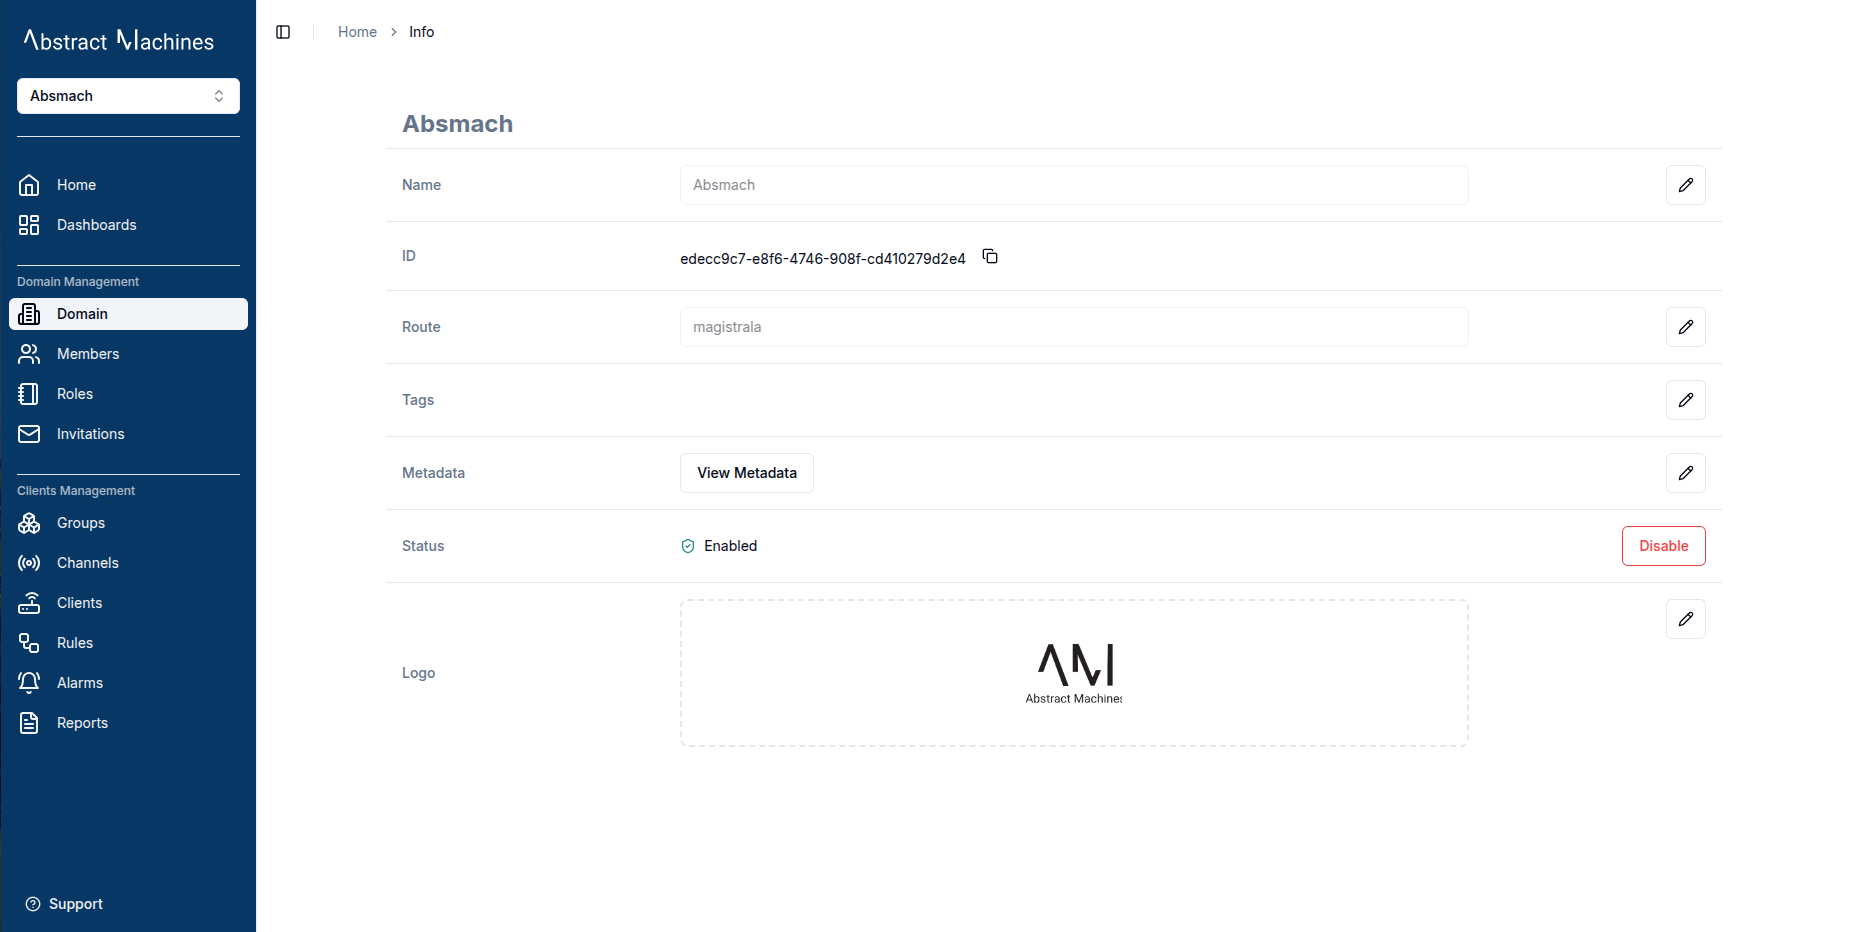 Abstract Machines
Absmach
Home
Dashboards
Domain Management
Domain
Members
Roles
Invitations
Clients Management
Groups
Channels
Clients
Rules
Alarms
Reports
Support
Home > Info
Absmach
Name Absmach
ID edecc9c7-e8f6-4746-908f-cd410279d2e4
Route magistrala
Tags
Metadata View Metadata
Status Enabled Disable
Logo
AM
Abstract Machines